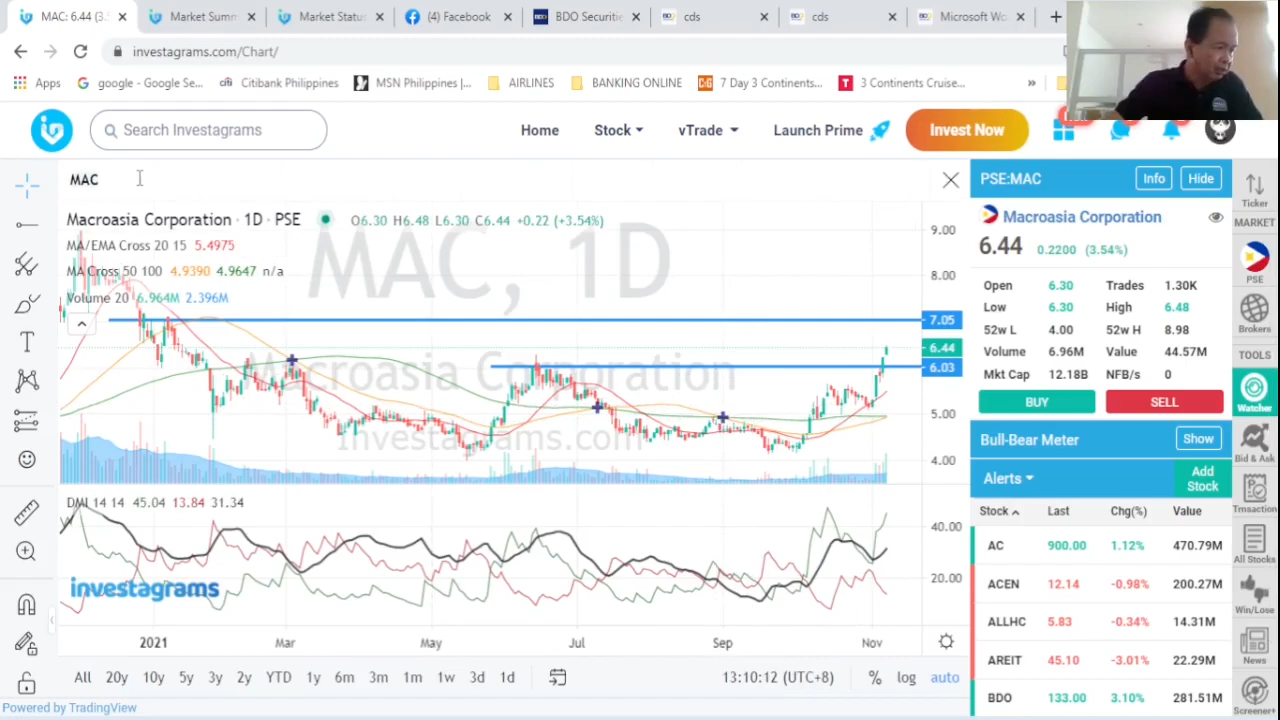 MAC: 6.44 (3.5
Market Summ
Market Status
(4) Facebook
BDO Securitie
cds
cds
Microsoft Wo
investagrams.com/Chart/
Apps
google - Google Se...
Citibank Philippines
MSN Philippines |...
AIRLINES
BANKING ONLINE
7 Day 3 Continents...
3 Continents Cruise...
»
Search Investagrams
Home
Stock
vTrade
Launch Prime
Invest Now
MAC
PSE:MAC
Info
Hide
Ticker
Macroasia Corporation · 1D · PSE
O6.30 H6.48 L6.30 C6.44 +0.22 (+3.54%)
MA/EMA Cross 20 15 5.4975
MA Cross 50 100 4.9390 4.9647 n/a
Volume 20 6.964M 2.396M
MAC, 1D
Macroasia Corporation
Investagrams.com
9.00
8.00
7.05
6.44
6.03
5.00
4.00
Macroasia Corporation
6.44 0.2200 (3.54%)
Open 6.30 Trades 1.30K
Low 6.30 High 6.48
52w L 4.00 52w H 8.98
Volume 6.96M Value 44.57M
Mkt Cap 12.18B NFB/s 0
BUY
SELL
Bull-Bear Meter
Show
Alerts
Add Stock
Stock Last Chg(%) Value
AC 900.00 1.12% 470.79M
ACEN 12.14 -0.98% 200.27M
ALLHC 5.83 -0.34% 14.31M
AREIT 45.10 -3.01% 22.29M
BDO 133.00 3.10% 281.51M
MARKET
PSE
Brokers
TOOLS
Watcher
Bid & Ask
Trnsaction
All Stocks
Win/Lose
News
Screener+
DMI 14 14 45.04 13.84 31.34
40.00
20.00
investagrams
2021
Mar
May
Jul
Sep
Nov
All
20y
10y
5y
3y
2y
YTD
1y
6m
3m
1m
1w
3d
1d
13:10:12 (UTC+8)
%
log
auto
Powered by TradingView